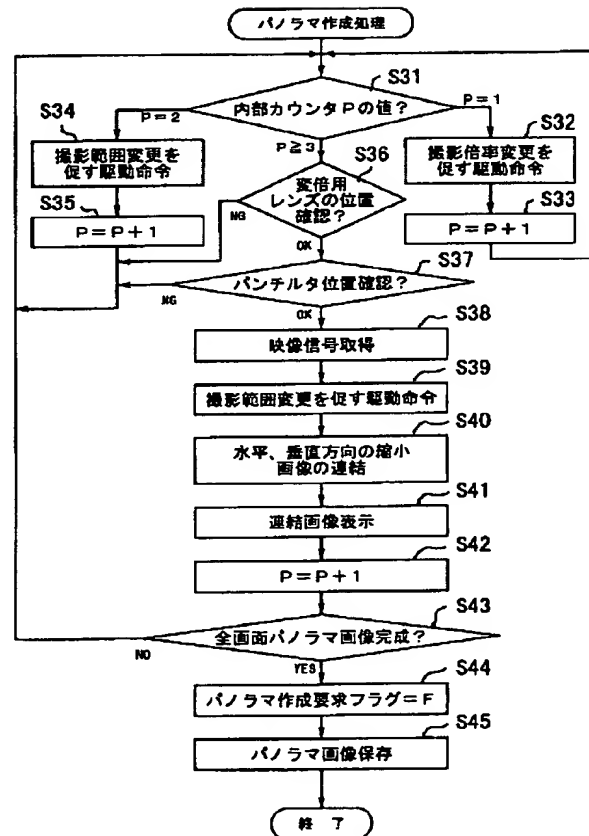 パノラマ作成処理
S31
内部カウンタPの値?
P=2
P=1
P≧3
S34
撮影範囲変更を
促す駆動命令
S32
撮影倍率変更を
促す駆動命令
S36
変倍用
レンズの位置
確認?
NG
OK
S35
P=P+1
S33
P=P+1
S37
パンチルタ位置確認?
NG
OK
S38
映像信号取得
S39
撮影範囲変更を促す駆動命令
S40
水平、垂直方向の縮小
画像の連結
S41
連結画像表示
S42
P=P+1
S43
全画面パノラマ画像完成?
NO
YES
S44
パノラマ作成要求フラグ=F
S45
パノラマ画像保存
終了